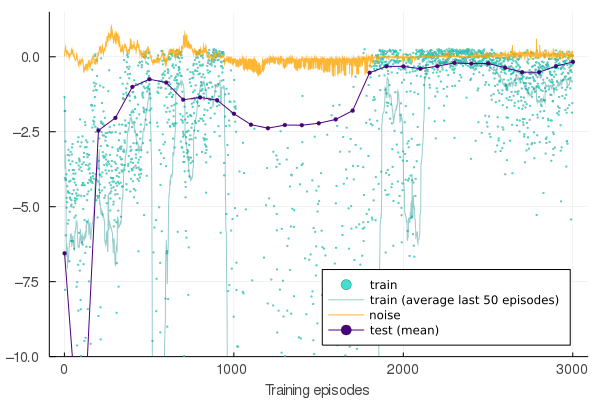 0.0
−2.5
−5.0
−7.5
−10.0
train
train (average last 50 episodes)
noise
test (mean)
0 1000 2000 3000
Training episodes